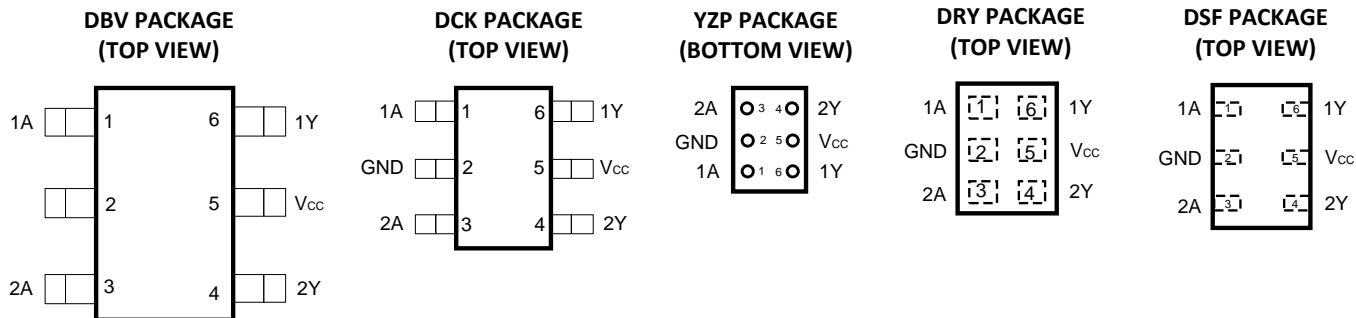 DBV PACKAGE
(TOP VIEW)
1A 1 6 1Y
2 5 VCC
2A 3 4 2Y
DCK PACKAGE
(TOP VIEW)
1A 1 6 1Y
GND 2 5 VCC
2A 3 4 2Y
YZP PACKAGE
(BOTTOM VIEW)
2A 3 4 2Y
GND 2 5 VCC
1A 1 6 1Y
DRY PACKAGE
(TOP VIEW)
1A 1 6 1Y
GND 2 5 VCC
2A 3 4 2Y
DSF PACKAGE
(TOP VIEW)
1A 1 6 1Y
GND 2 5 VCC
2A 3 4 2Y